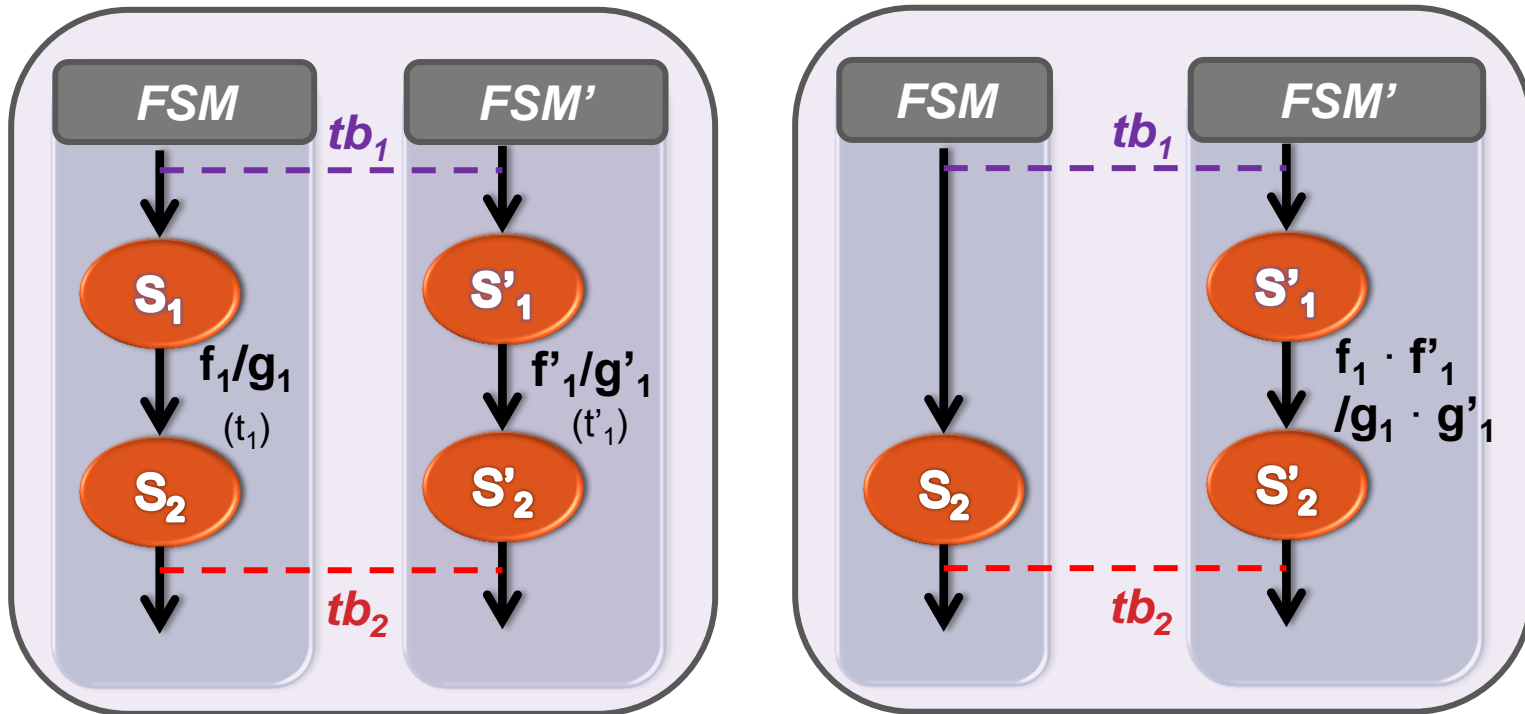 FSM
FSM’
tb₁
S₁
S’₁
f₁/g₁
(t₁)
f’₁/g’₁
(t’₁)
S₂
S’₂
tb₂
FSM
FSM’
tb₁
S’₁
f₁ · f’₁
/g₁ · g’₁
S₂
S’₂
tb₂